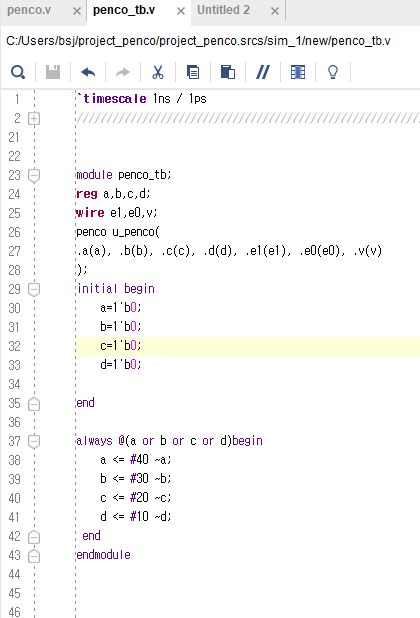 penco.v × penco_tb.v × Untitled 2 ×
C:/Users/bsj/project_penco/project_penco.srcs/sim_1/new/penco_tb.v
1 `timescale 1ns / 1ps
2 //////////////////////////////////////////////////////////
21
22
23 module penco_tb;
24 reg a,b,c,d;
25 wire e1,e0,v;
26 penco u_penco(
27 .a(a), .b(b), .c(c), .d(d), .e1(e1), .e0(e0), .v(v)
28 );
29 initial begin
30 a=1'b0;
31 b=1'b0;
32 c=1'b0;
33 d=1'b0;
34
35 end
36
37 always @(a or b or c or d)begin
38 a <= #40 ~a;
39 b <= #30 ~b;
40 c <= #20 ~c;
41 d <= #10 ~d;
42 end
43 endmodule
44
45
46